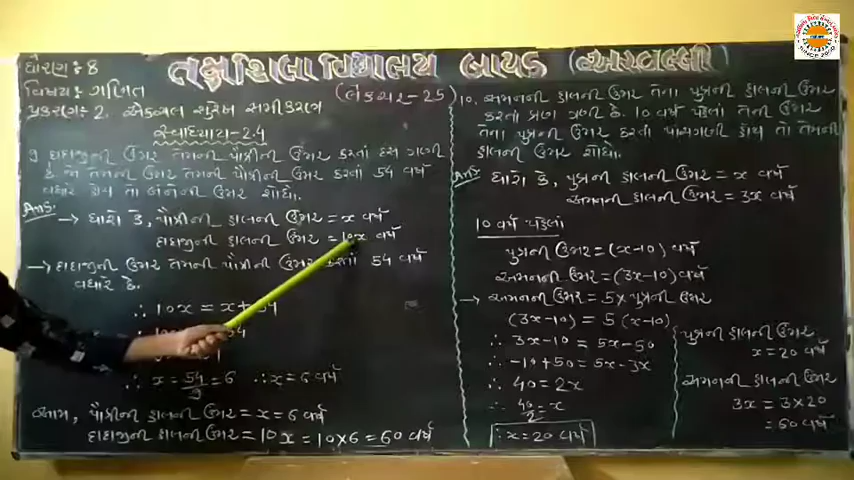 ધોરણ: 8
તક્ષશિલા વિદ્યાલય બાયડ (અરવલ્લી)
વિષય: ગણિત
(લેક્ચર-25)
પ્રકરણ: 2. એકચલ સુરેખ સમીકરણ
સ્વાધ્યાય-2.4
9 દાદાજીની ઉંમર તેમની પૌત્રીની ઉંમર કરતાં દસ ગણી
છે. જો તેમની ઉંમર તેમની પૌત્રીની ઉંમર કરતાં 54 વર્ષ
વધારે હોય તો બંનેની ઉંમર શોધો.
Ans:
→ ધારો કે, પૌત્રીની હાલની ઉંમર = x વર્ષ
દાદાજીની હાલની ઉંમર = 10x વર્ષ
→ દાદાજીની ઉંમર તેમની પૌત્રીની ઉંમર કરતાં 54 વર્ષ
વધારે છે.
∴ 10x = x + 54
∴ x = 54/9 = 6 ∴ x = 6 વર્ષ
આમ, પૌત્રીની હાલની ઉંમર = x = 6 વર્ષ
દાદાજીની હાલની ઉંમર = 10x = 10×6 = 60 વર્ષ
10. અમનની હાલની ઉંમર તેના પુત્રની હાલની ઉંમર
કરતાં ત્રણ ગણી છે. 10 વર્ષ પહેલાં તેની ઉંમર
તેના પુત્રની ઉંમર કરતાં પાંચગણી હોય તો તેમની
હાલની ઉંમર શોધો.
Ans
ધારો કે, પુત્રની હાલની ઉંમર = x વર્ષ
અમનની હાલની ઉંમર = 3x વર્ષ
10 વર્ષ પહેલાં
પુત્રની ઉંમર = (x-10) વર્ષ
અમનની ઉંમર = (3x-10) વર્ષ
→ અમનની ઉંમર = 5× પુત્રની ઉંમર
(3x-10) = 5 (x-10)
∴ 3x-10 = 5x-50
∴ -10+50 = 5x-3x
∴ 40 = 2x
∴ 40/2 = x
∴ x = 20 વર્ષ
પુત્રની હાલની ઉંમર
x = 20 વર્ષ
અમનની હાલની ઉંમર
3x = 3×20
= 60 વર્ષ